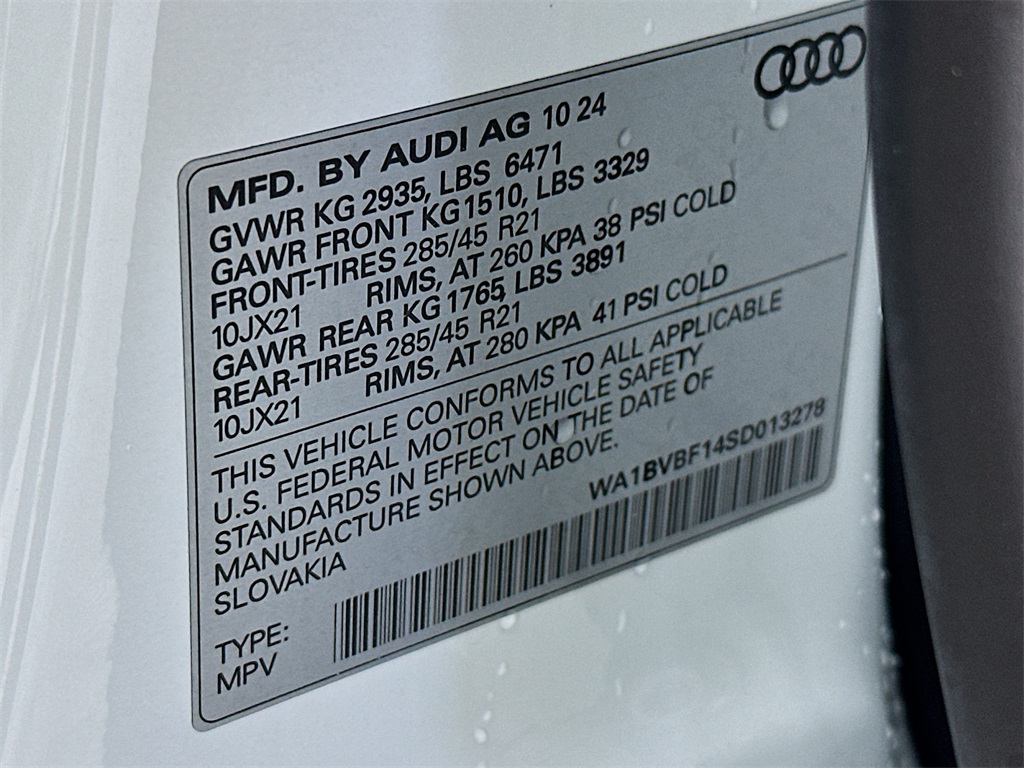 MFD. BY AUDI AG 10 24
GVWR KG 2935, LBS 6471
GAWR FRONT KG1510, LBS 3329
FRONT-TIRES 285/45 R21
10JX21 RIMS, AT 260 KPA 38 PSI COLD
GAWR REAR KG 1765, LBS 3891
REAR-TIRES 285/45 R21
10JX21 RIMS, AT 280 KPA 41 PSI COLD
THIS VEHICLE CONFORMS TO ALL APPLICABLE
U.S. FEDERAL MOTOR VEHICLE SAFETY
STANDARDS IN EFFECT ON THE DATE OF
MANUFACTURE SHOWN ABOVE.
SLOVAKIA
WA1BVBF14SD013278
TYPE:
MPV